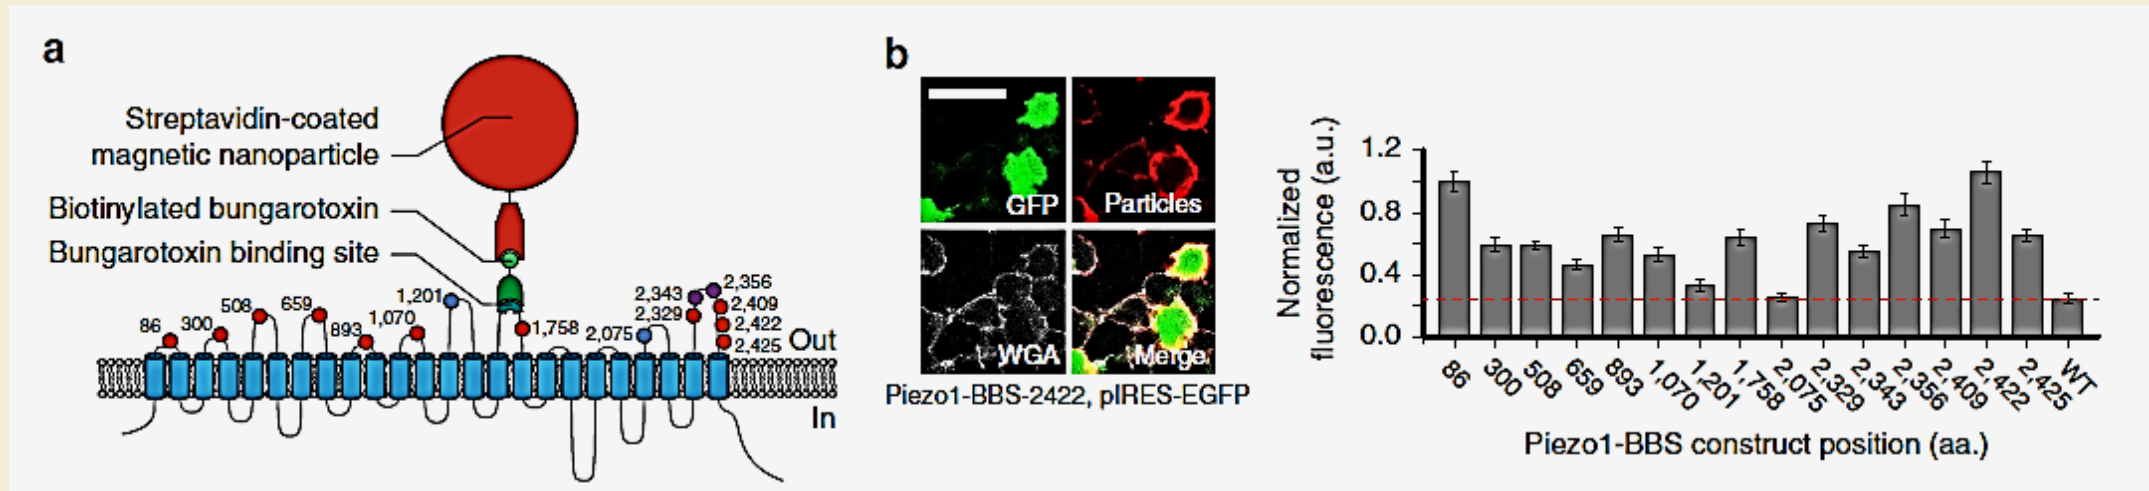 a
Streptavidin-coated
magnetic nanoparticle
Biotinylated bungarotoxin
Bungarotoxin binding site
86
300
508
659
893
1,070
1,201
1,758
2,075
2,343
2,329
2,356
2,409
2,422
2,425
Out
In
b
GFP
Particles
WGA
Merge
Piezo1-BBS-2422, pIRES-EGFP
Normalized
fluorescence (a.u.)
1.2
0.8
0.4
0.0
86
300
508
659
893
1,070
1,201
1,758
2,075
2,329
2,343
2,356
2,409
2,422
2,425
WT
Piezo1-BBS construct position (aa.)